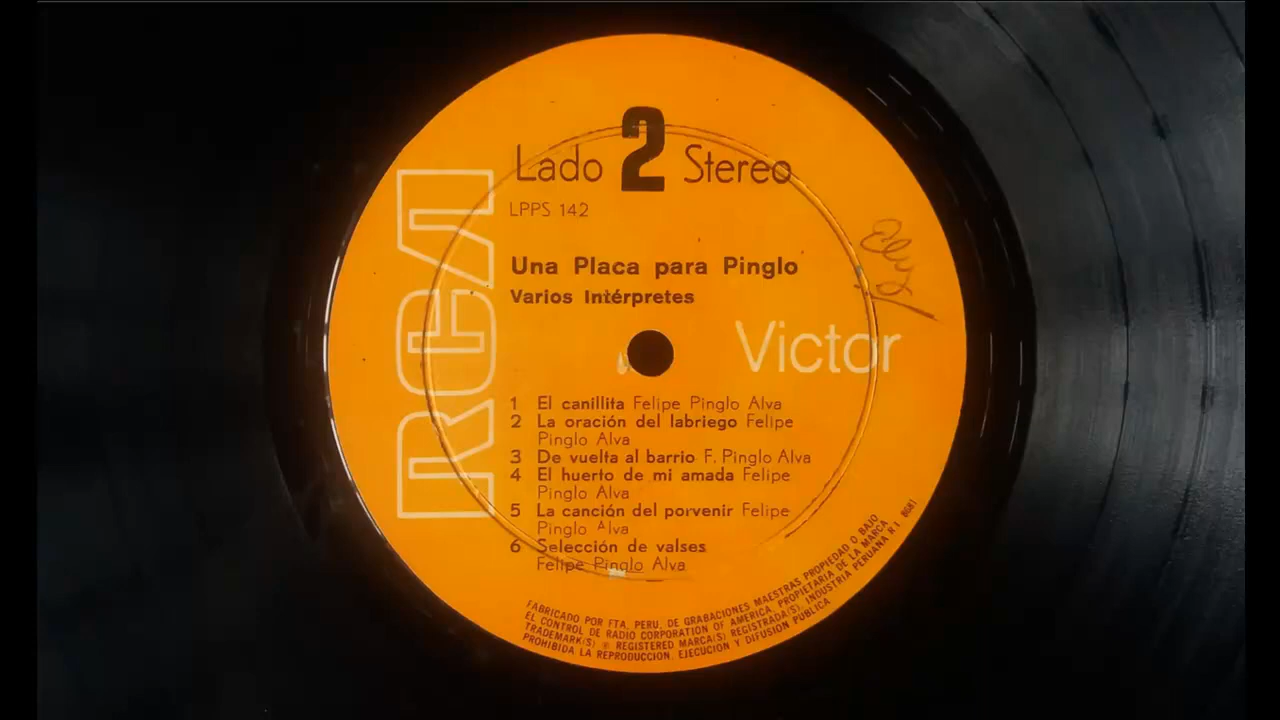 Lado 2 Stereo
LPPS 142
RCA
Una Placa para Pinglo
Varios Intérpretes
Victor
1 El canillita Felipe Pinglo Alva
2 La oración del labriego Felipe
Pinglo Alva
3 De vuelta al barrio F. Pinglo Alva
4 El huerto de mi amada Felipe
Pinglo Alva
5 La canción del porvenir Felipe
Pinglo Alva
6 Selección de valses
Felipe Pinglo Alva
FABRICADO POR FTA. PERU, DE GRABACIONES MAESTRAS PROPIEDAD O BAJO
EL CONTROL DE RADIO CORPORATION OF AMERICA, PROPIETARIA DE LA MARCA
TRADEMARK(S) ® REGISTERED MARCA(S) REGISTRADA(S), INDUSTRIA PERUANA R.I.
PROHIBIDA LA REPRODUCCION, EJECUCION Y DIFUSION PUBLICA